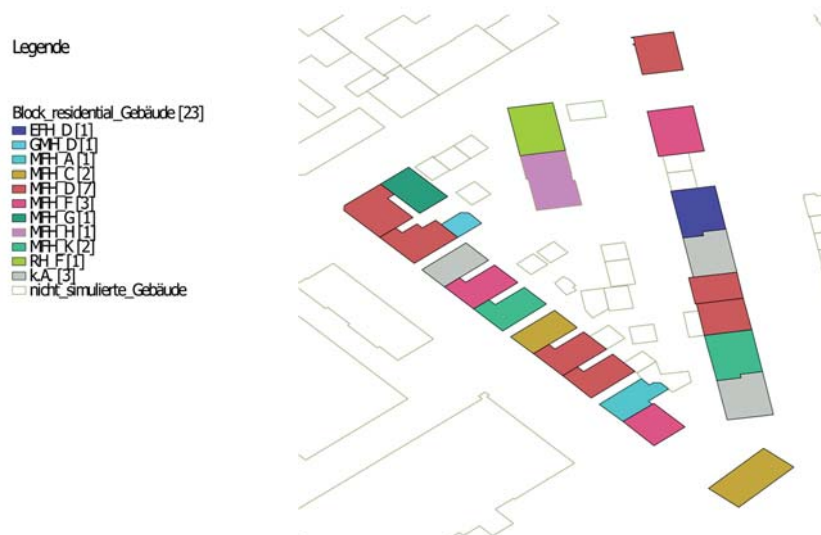 Legende
Block_residential_Gebäude [23]
EFH_D [1]
GMH_D [1]
MFH_A [1]
MFH_C [2]
MFH_D [7]
MFH_F [3]
MFH_G [1]
MFH_H [1]
MFH_K [2]
RH_F [1]
k.A. [3]
nicht_simulierte_Gebäude